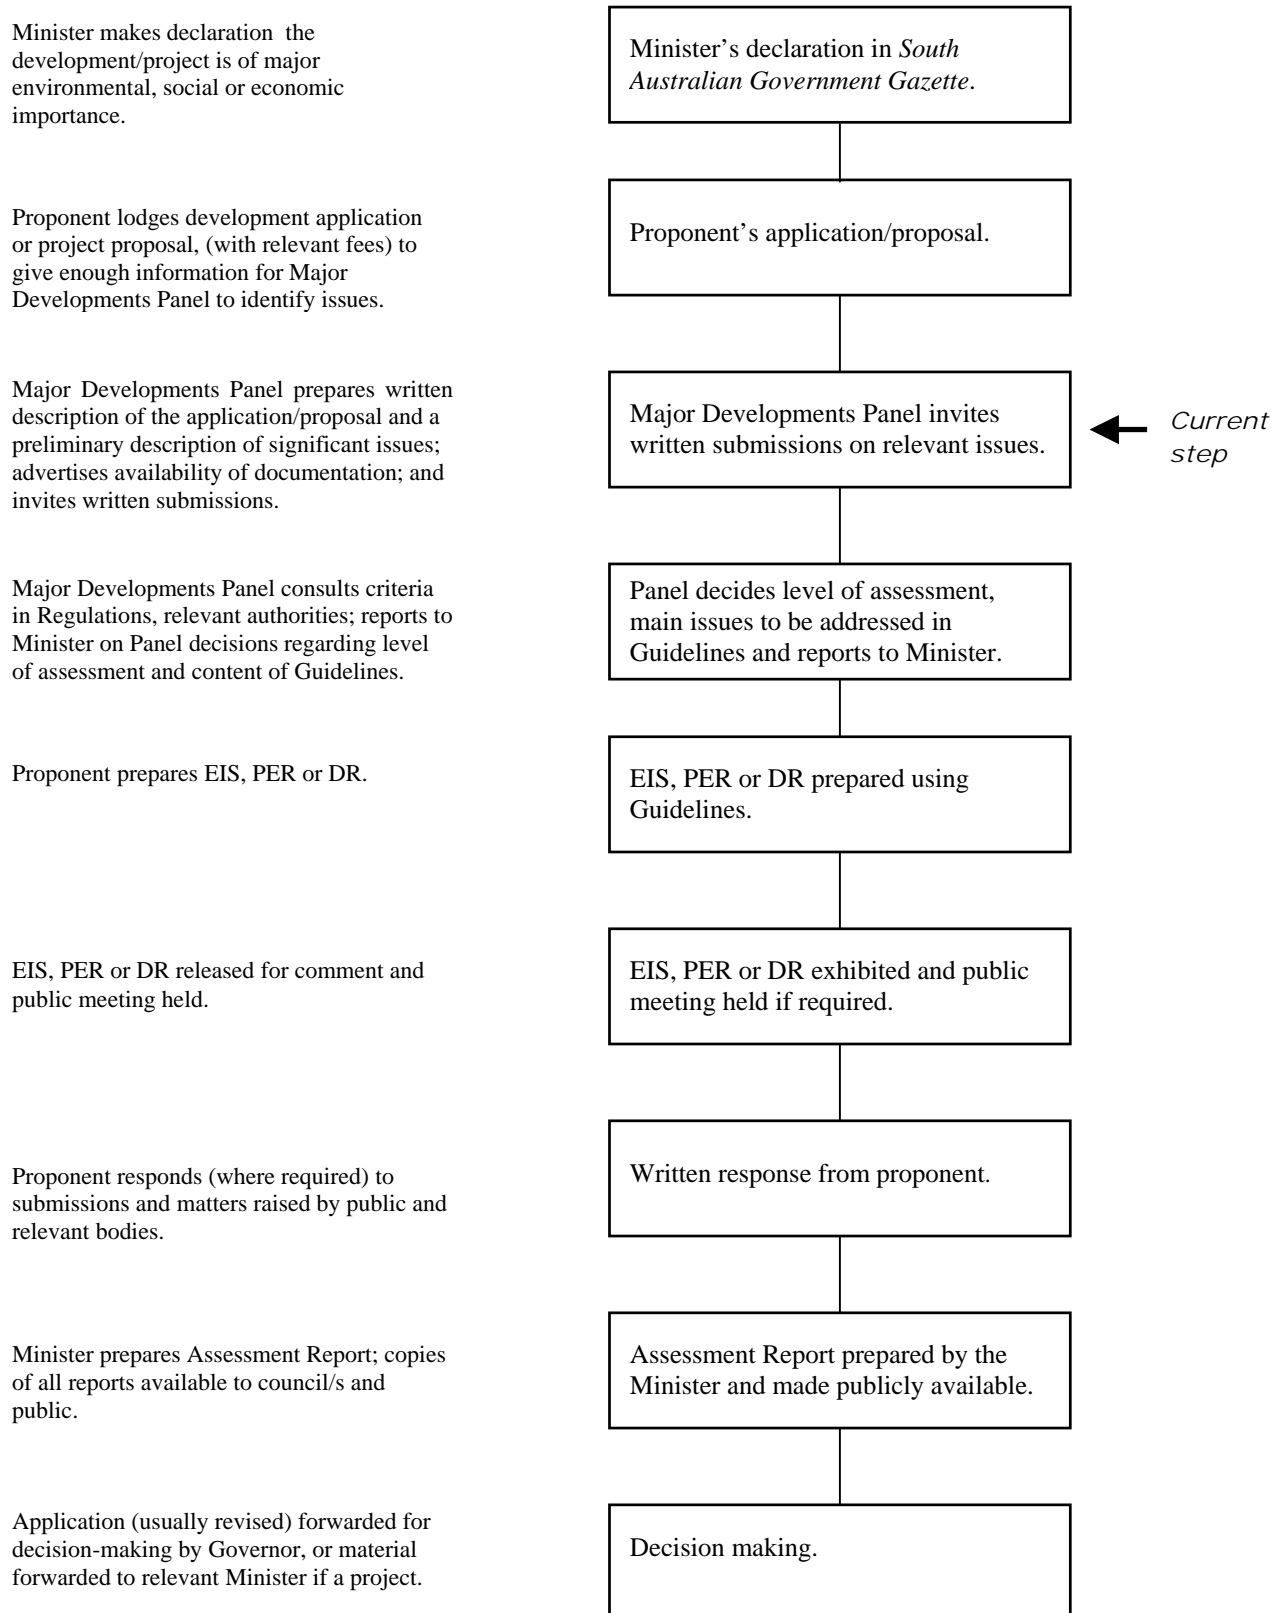 Minister makes declaration  the
development/project is of major
environmental, social or economic
importance.
Minister’s declaration in South
Australian Government Gazette.
Proponent lodges development application
or project proposal, (with relevant fees) to
give enough information for Major
Developments Panel to identify issues.
Proponent’s application/proposal.
Major Developments Panel prepares written
description of the application/proposal and a
preliminary description of significant issues;
advertises availability of documentation; and
invites written submissions.
Major Developments Panel invites
written submissions on relevant issues.
Current
step
Major Developments Panel consults criteria
in Regulations, relevant authorities; reports to
Minister on Panel decisions regarding level
of assessment and content of Guidelines.
Panel decides level of assessment,
main issues to be addressed in
Guidelines and reports to Minister.
Proponent prepares EIS, PER or DR.
EIS, PER or DR prepared using
Guidelines.
EIS, PER or DR released for comment and
public meeting held.
EIS, PER or DR exhibited and public
meeting held if required.
Proponent responds (where required) to
submissions and matters raised by public and
relevant bodies.
Written response from proponent.
Minister prepares Assessment Report; copies
of all reports available to council/s and
public.
Assessment Report prepared by the
Minister and made publicly available.
Application (usually revised) forwarded for
decision-making by Governor, or material
forwarded to relevant Minister if a project.
Decision making.